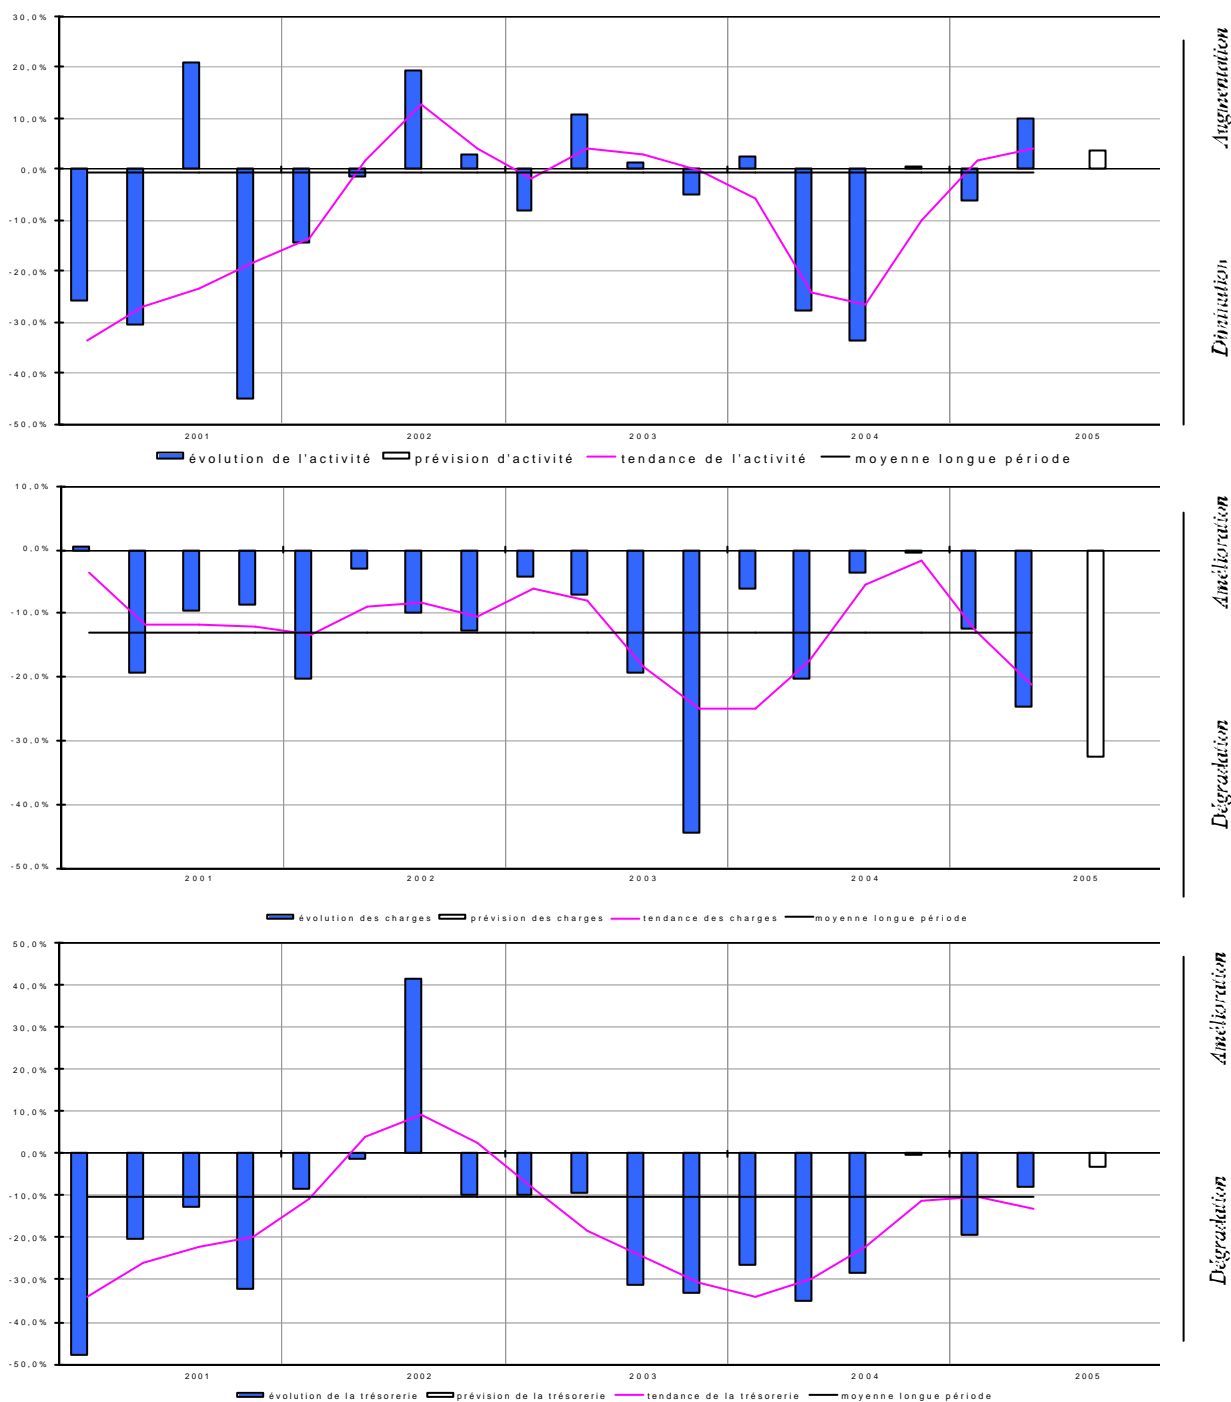 30,0%
20,0%
10,0%
0,0%
-10,0%
-20,0%
-30,0%
-40,0%
-50,0%
Augmentation
Diminution
2001 2002 2003 2004 2005
évolution de l'activité prévision d'activité tendance de l'activité moyenne longue période
10,0%
0,0%
-10,0%
-20,0%
-30,0%
-40,0%
-50,0%
Amélioration
Dégradation
2001 2002 2003 2004 2005
évolution des charges prévision des charges tendance des charges moyenne longue période
50,0%
40,0%
30,0%
20,0%
10,0%
0,0%
-10,0%
-20,0%
-30,0%
-40,0%
-50,0%
Amélioration
Dégradation
2001 2002 2003 2004 2005
évolution de la trésorerie prévision de la trésorerie tendance de la trésorerie moyenne longue période